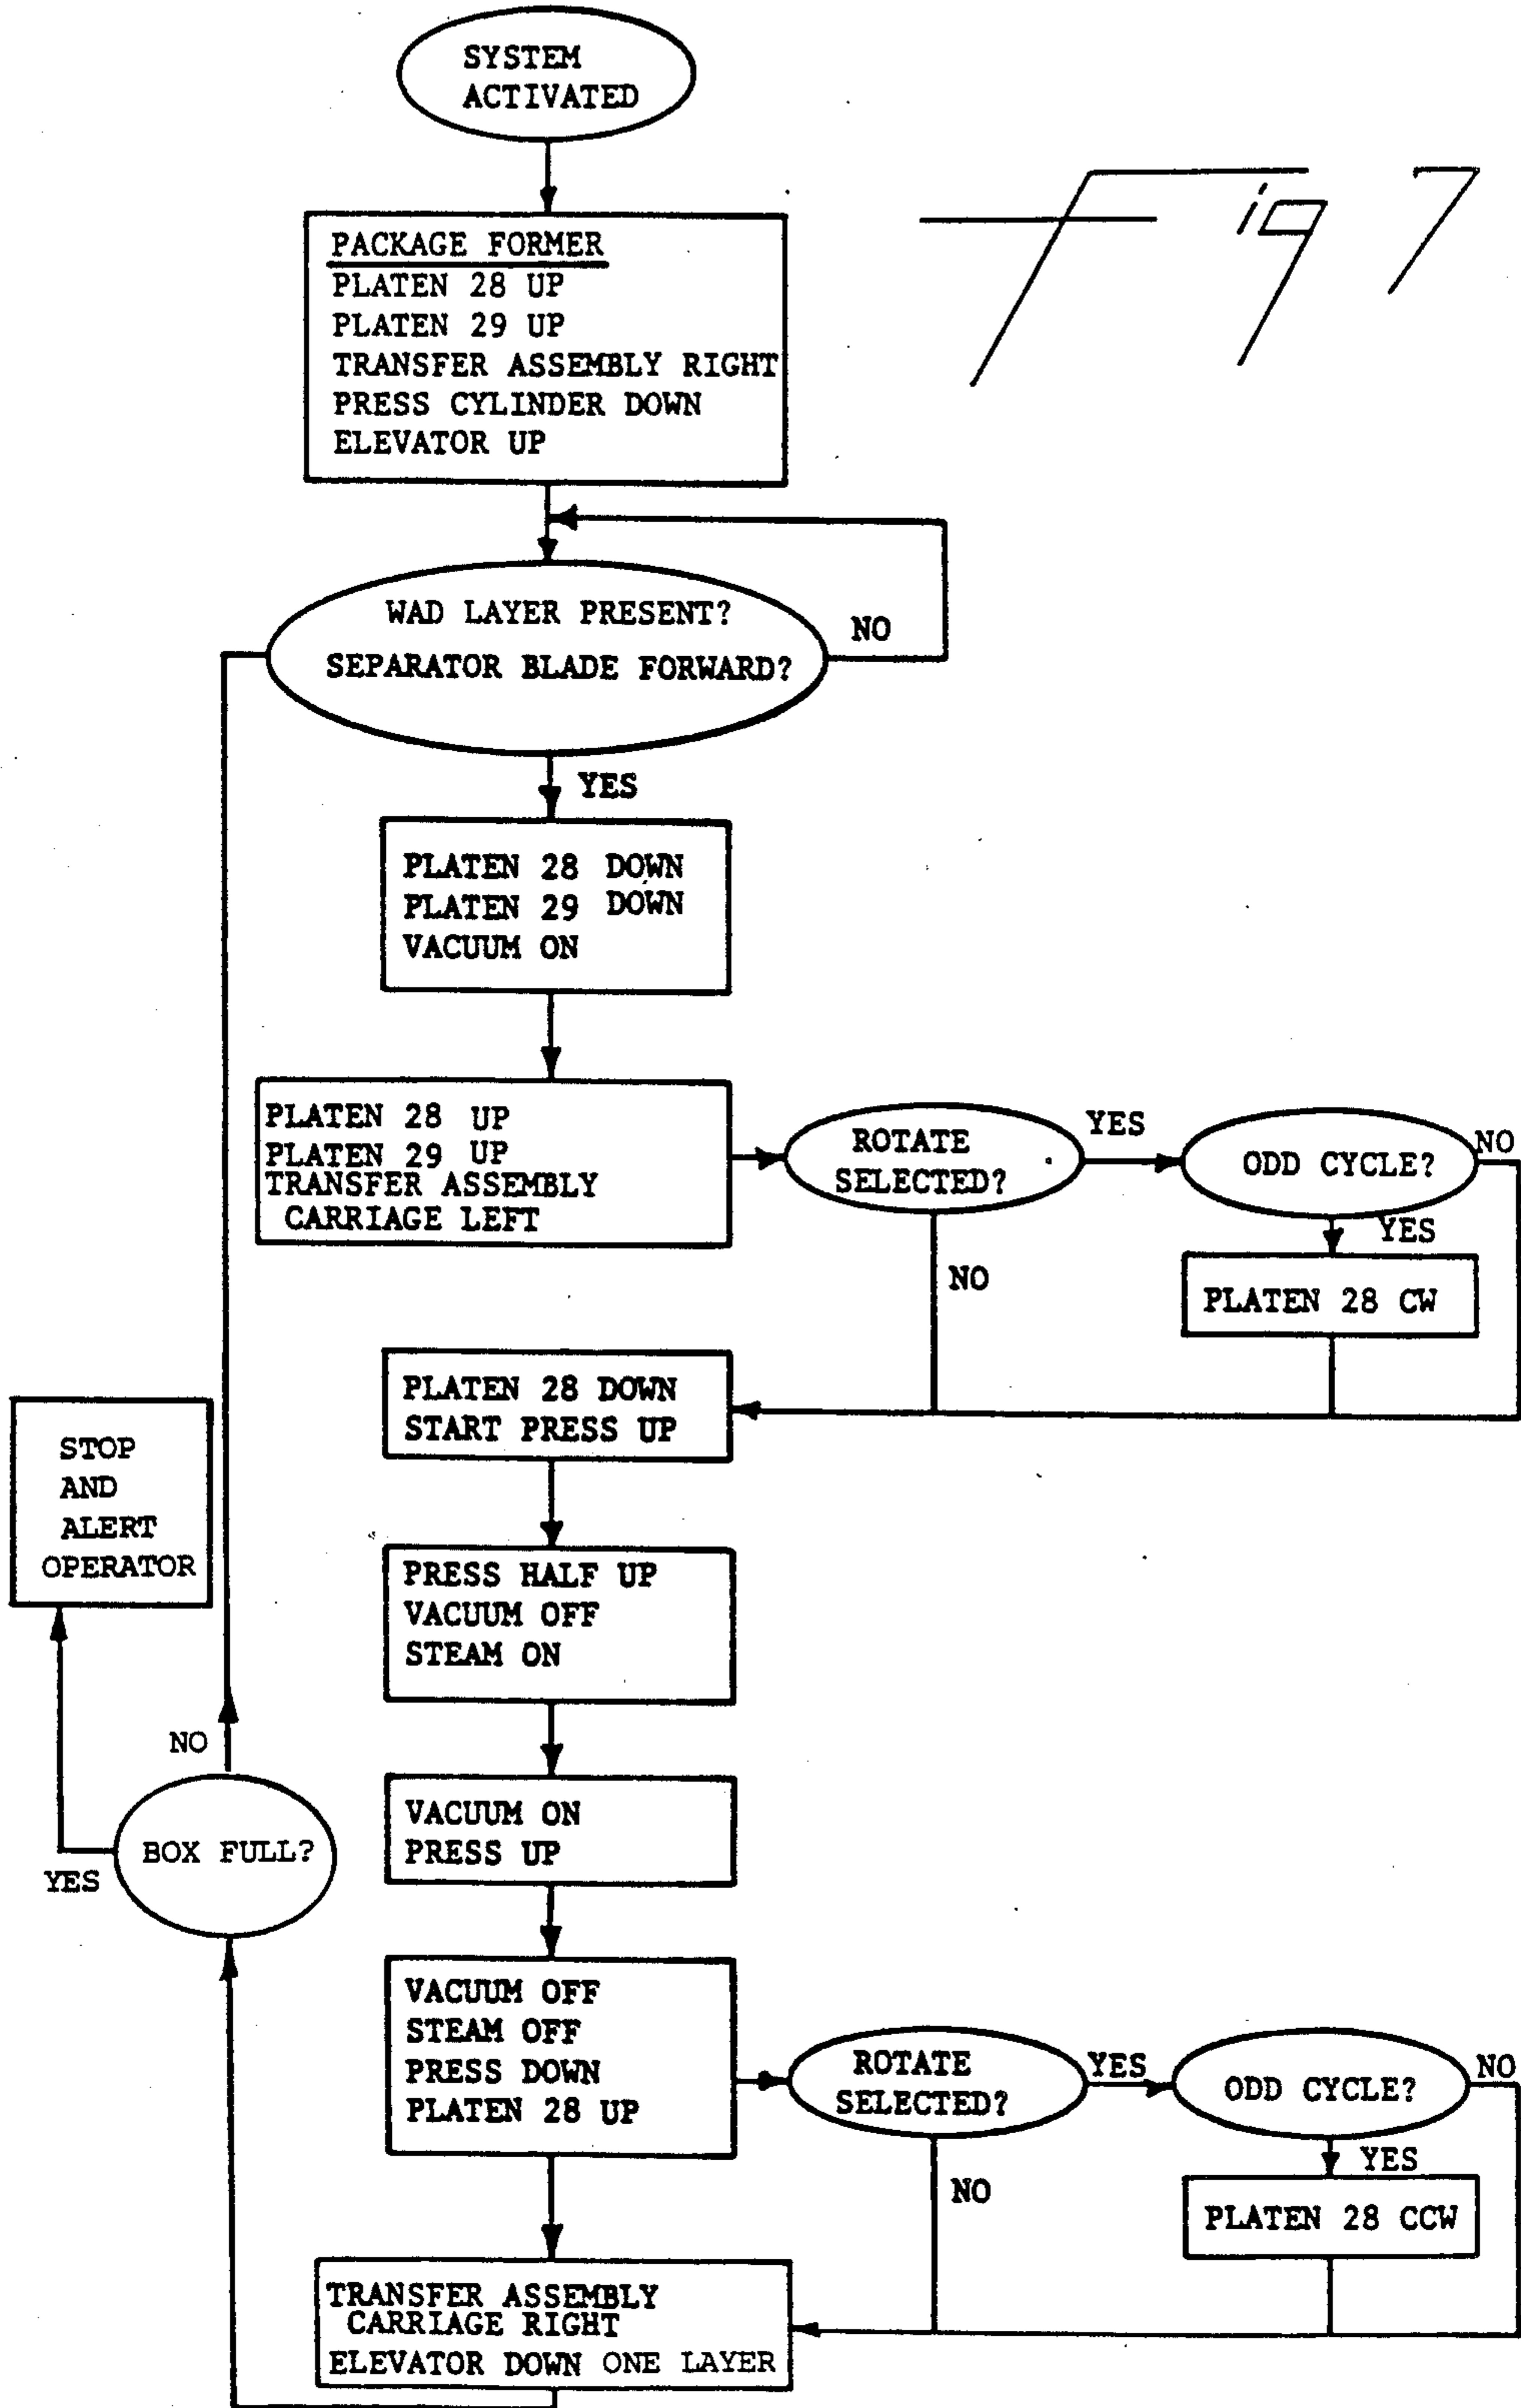 SYSTEM
ACTIVATED
Fig 7
PACKAGE FORMER
PLATEN 28 UP
PLATEN 29 UP
TRANSFER ASSEMBLY RIGHT
PRESS CYLINDER DOWN
ELEVATOR UP
WAD LAYER PRESENT?
SEPARATOR BLADE FORWARD?
NO
YES
PLATEN 28 DOWN
PLATEN 29 DOWN
VACUUM ON
PLATEN 28 UP
PLATEN 29 UP
TRANSFER ASSEMBLY
CARRIAGE LEFT
ROTATE
SELECTED?
YES
NO
ODD CYCLE?
NO
YES
PLATEN 28 CW
PLATEN 28 DOWN
START PRESS UP
STOP
AND
ALERT
OPERATOR
PRESS HALF UP
VACUUM OFF
STEAM ON
NO
BOX FULL?
YES
VACUUM ON
PRESS UP
VACUUM OFF
STEAM OFF
PRESS DOWN
PLATEN 28 UP
ROTATE
SELECTED?
YES
NO
ODD CYCLE?
NO
YES
PLATEN 28 CCW
TRANSFER ASSEMBLY
CARRIAGE RIGHT
ELEVATOR DOWN ONE LAYER